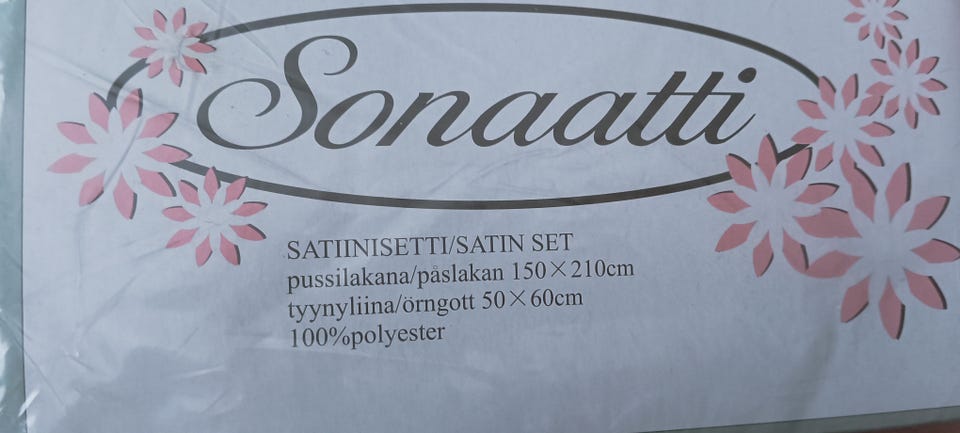 Sonaatti
SATIINISETTI/SATIN SET
pussilakana/påslakan 150×210cm
tyynyliina/örngott 50×60cm
100%polyester